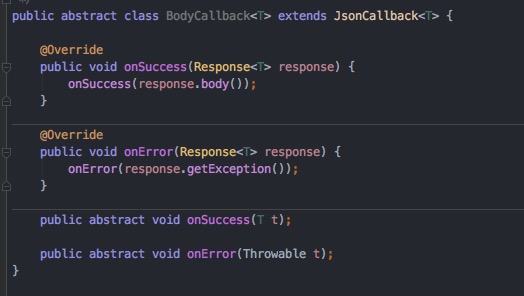 public abstract class BodyCallback<T> extends JsonCallback<T> {
@Override
public void onSuccess(Response<T> response) {
onSuccess(response.body());
}
@Override
public void onError(Response<T> response) {
onError(response.getException());
}
public abstract void onSuccess(T t);
public abstract void onError(Throwable t);
}